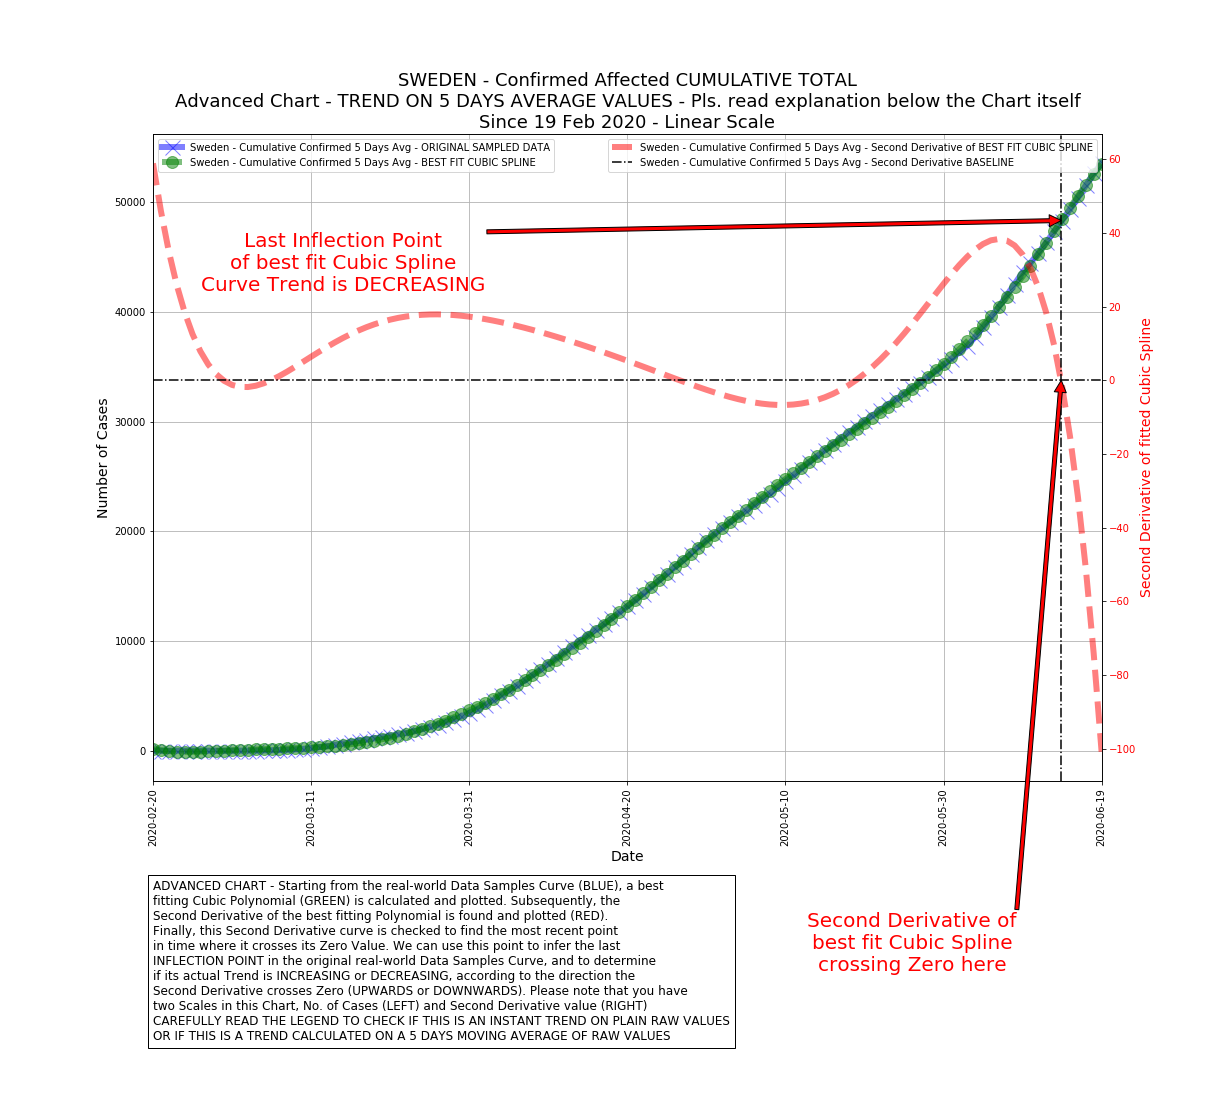 SWEDEN - Confirmed Affected CUMULATIVE TOTAL
Advanced Chart - TREND ON 5 DAYS AVERAGE VALUES - Pls. read explanation below the Chart itself
Since 19 Feb 2020 - Linear Scale
Sweden - Cumulative Confirmed 5 Days Avg - ORIGINAL SAMPLED DATA
Sweden - Cumulative Confirmed 5 Days Avg - BEST FIT CUBIC SPLINE
Sweden - Cumulative Confirmed 5 Days Avg - Second Derivative of BEST FIT CUBIC SPLINE
Sweden - Cumulative Confirmed 5 Days Avg - Second Derivative BASELINE
Last Inflection Point
of best fit Cubic Spline
Curve Trend is DECREASING
Number of Cases
50000
40000
30000
20000
10000
0
60
40
20
0
−20
−40
−60
−80
−100
Second Derivative of fitted Cubic Spline
2020-02-20
2020-03-11
2020-03-31
2020-04-20
2020-05-10
2020-05-30
2020-06-19
Date
Second Derivative of
best fit Cubic Spline
crossing Zero here
ADVANCED CHART - Starting from the real-world Data Samples Curve (BLUE), a best
fitting Cubic Polynomial (GREEN) is calculated and plotted. Subsequently, the
Second Derivative of the best fitting Polynomial is found and plotted (RED).
Finally, this Second Derivative curve is checked to find the most recent point
in time where it crosses its Zero Value. We can use this point to infer the last
INFLECTION POINT in the original real-world Data Samples Curve, and to determine
if its actual Trend is INCREASING or DECREASING, according to the direction the
Second Derivative crosses Zero (UPWARDS or DOWNWARDS). Please note that you have
two Scales in this Chart, No. of Cases (LEFT) and Second Derivative value (RIGHT)
CAREFULLY READ THE LEGEND TO CHECK IF THIS IS AN INSTANT TREND ON PLAIN RAW VALUES
OR IF THIS IS A TREND CALCULATED ON A 5 DAYS MOVING AVERAGE OF RAW VALUES